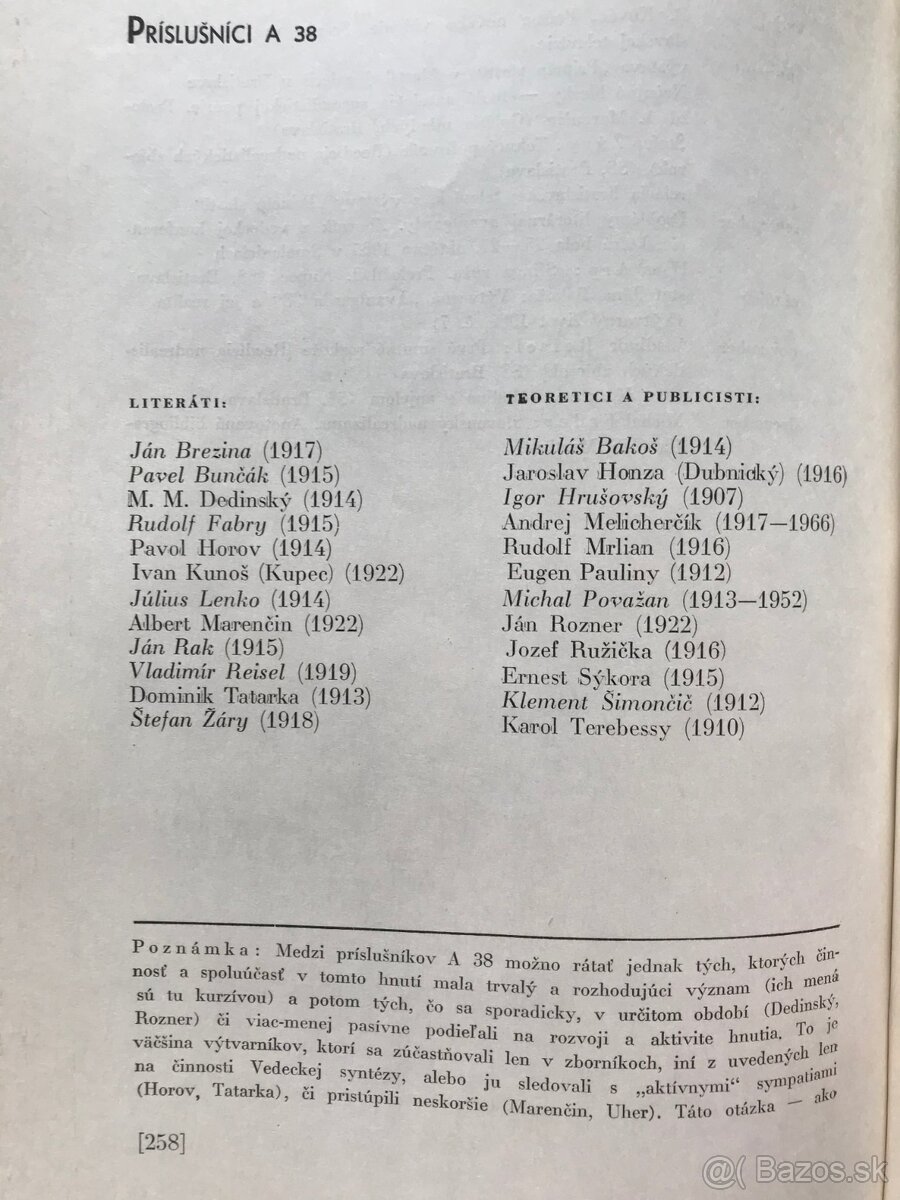 PRÍSLUŠNÍCI A 38
LITERÁTI:
Ján Brezina (1917)
Pavel Bunčák (1915)
M. M. Dedinský (1914)
Rudolf Fabry (1915)
Pavol Horov (1914)
Ivan Kunoš (Kupec) (1922)
Július Lenko (1914)
Albert Marenčin (1922)
Ján Rak (1915)
Vladimír Reisel (1919)
Dominik Tatarka (1913)
Štefan Žáry (1918)
TEORETICI A PUBLICISTI:
Mikuláš Bakoš (1914)
Jaroslav Honza (Dubnický) (1916)
Igor Hrušovský (1907)
Andrej Melicherčík (1917—1966)
Rudolf Mrlian (1916)
Eugen Pauliny (1912)
Michal Považan (1913—1952)
Ján Rozner (1922)
Jozef Ružička (1916)
Ernest Sýkora (1915)
Klement Šimončič (1912)
Karol Terebessy (1910)
Poznámka: Medzi príslušníkov A 38 možno rátať jednak tých, ktorých čin-
nosť a spoluúčasť v tomto hnutí mala trvalý a rozhodujúci význam (ich mená
sú tu kurzívou) a potom tých, čo sa sporadicky, v určitom období (Dedinský,
Rozner) či viac-menej pasívne podieľali na rozvoji a aktivite hnutia. To je
väčšina výtvarníkov, ktorí sa zúčastňovali len v zborníkoch, iní z uvedených len
na činnosti Vedeckej syntézy, alebo ju sledovali s „aktívnymi“ sympatiami
(Horov, Tatarka), či pristúpili neskoršie (Marenčin, Uher). Táto otázka — ako
[258]
@( Bazos.sk